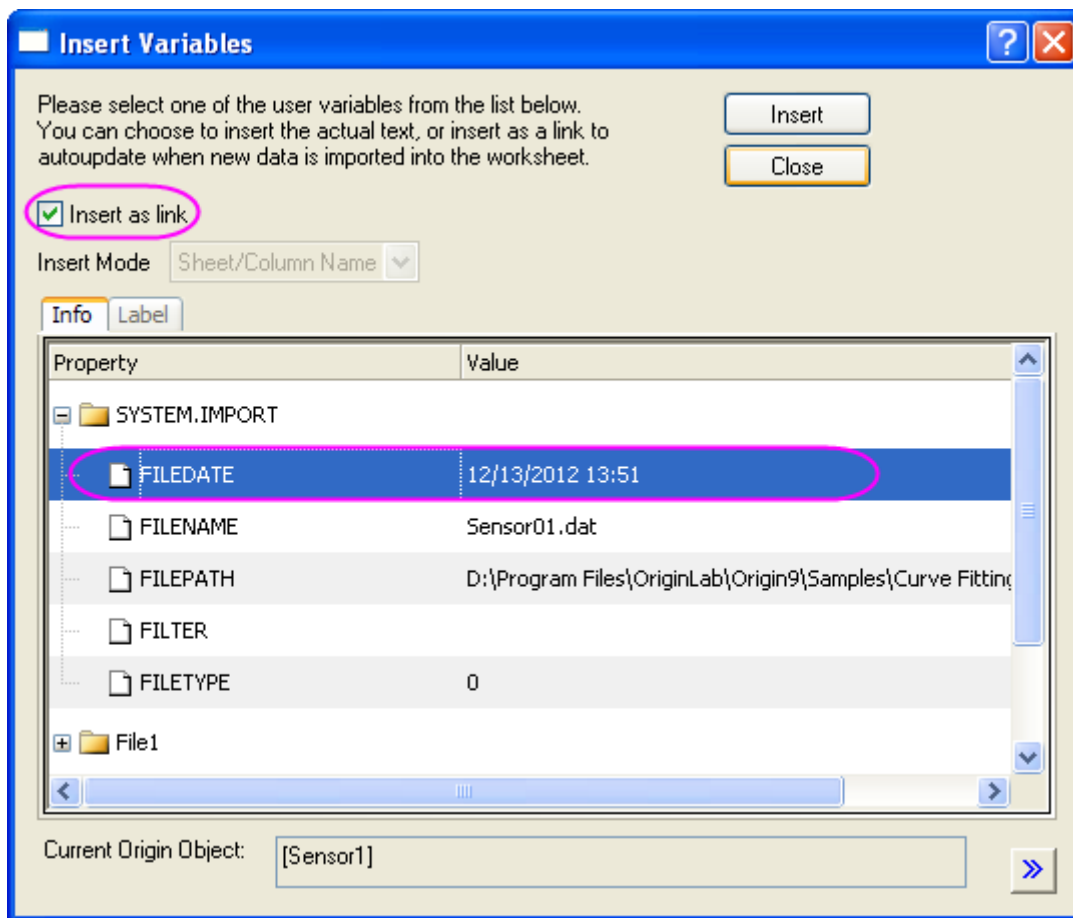 Insert Variables
Please select one of the user variables from the list below.
You can choose to insert the actual text, or insert as a link to
autoupdate when new data is imported into the worksheet.
Insert
Close
Insert as link
Insert Mode Sheet/Column Name
Info Label
Property Value
SYSTEM.IMPORT
FILEDATE 12/13/2012 13:51
FILENAME Sensor01.dat
FILEPATH D:\Program Files\OriginLab\Origin9\Samples\Curve Fitting
FILTER
FILETYPE 0
File1
Current Origin Object: [Sensor1]